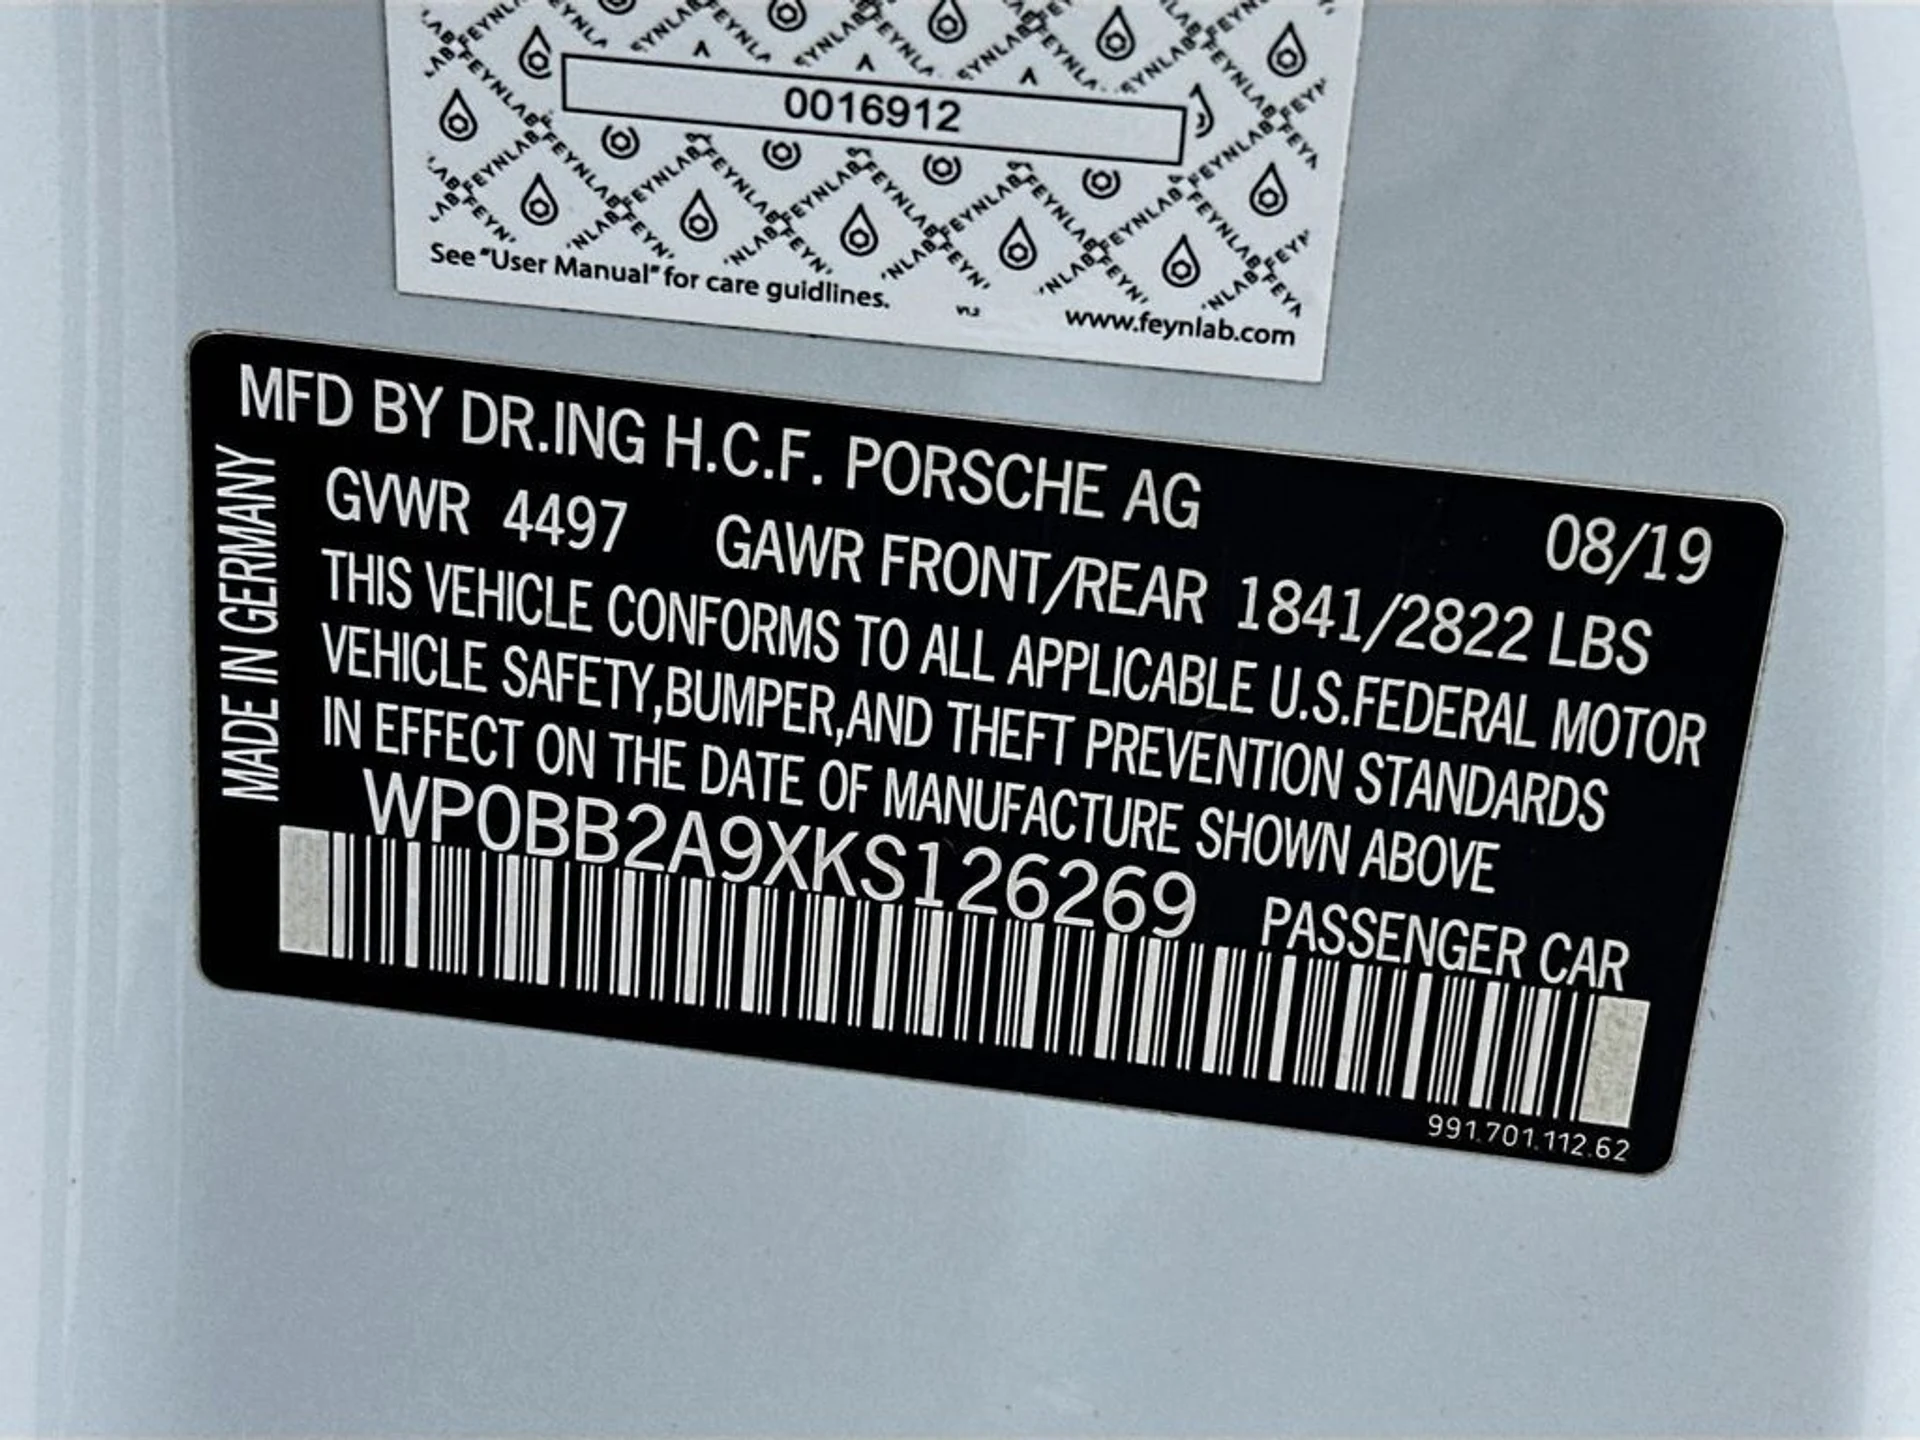 0016912
See "User Manual" for care guidlines.
v1.2
www.feynlab.com
MFD BY DR.ING H.C.F. PORSCHE AG
08/19
GVWR 4497 GAWR FRONT/REAR 1841/2822 LBS
THIS VEHICLE CONFORMS TO ALL APPLICABLE U.S.FEDERAL MOTOR
VEHICLE SAFETY,BUMPER,AND THEFT PREVENTION STANDARDS
IN EFFECT ON THE DATE OF MANUFACTURE SHOWN ABOVE
WP0BB2A9XKS126269
PASSENGER CAR
991.701.112.62
MADE IN GERMANY